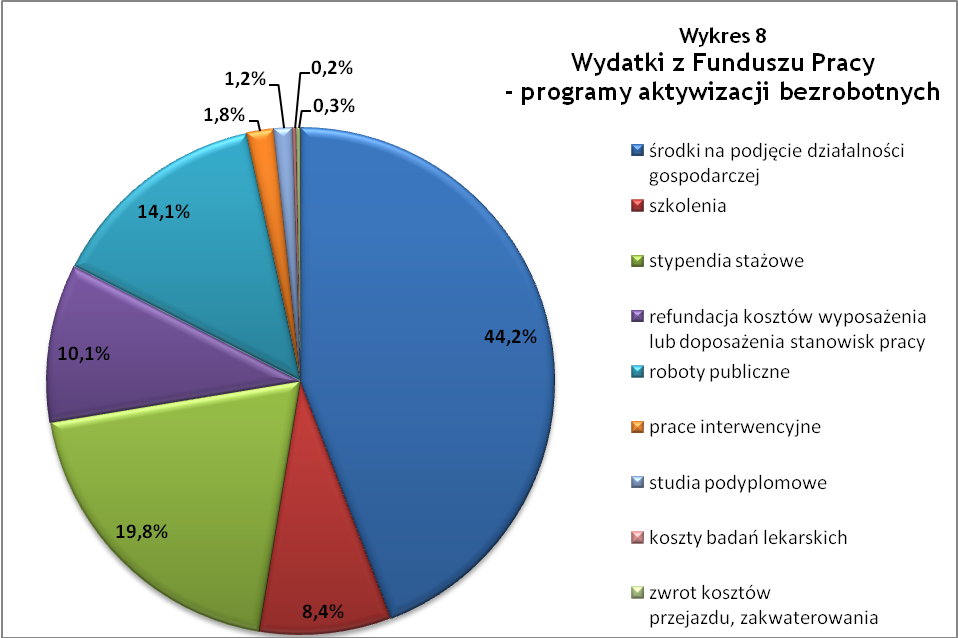 Wykres 8
Wydatki z Funduszu Pracy
- programy aktywizacji bezrobotnych
0,2%
1,2%
0,3%
1,8%
14,1%
44,2%
10,1%
19,8%
8,4%
środki na podjęcie działalności
gospodarczej
szkolenia
stypendia stażowe
refundacja kosztów wyposażenia
lub doposażenia stanowisk pracy
roboty publiczne
prace interwencyjne
studia podyplomowe
koszty badań lekarskich
zwrot kosztów
przejazdu, zakwaterowania